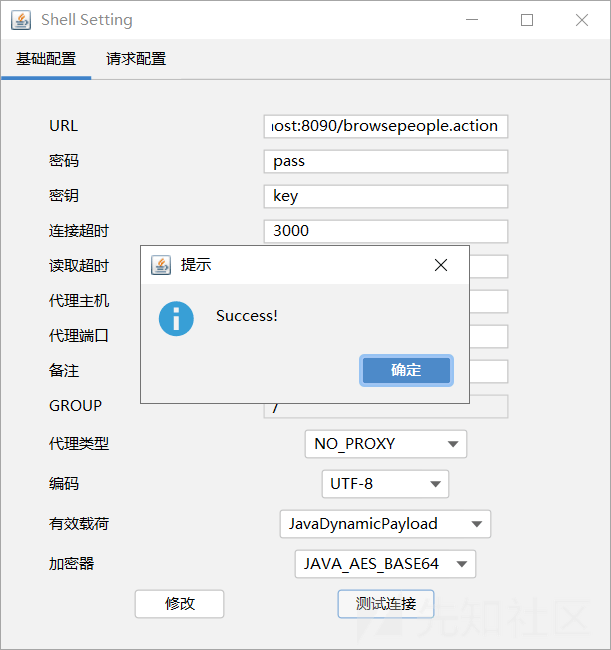 Shell Setting
基础配置 请求配置
URL nost:8090/browsepeople.action
密码 pass
密钥 key
连接超时 3000
读取超时
提示
代理主机
Success!
代理端口
备注
确定
GROUP /
代理类型 NO_PROXY
编码 UTF-8
有效载荷 JavaDynamicPayload
加密器 JAVA_AES_BASE64
修改 测试连接
先知社区